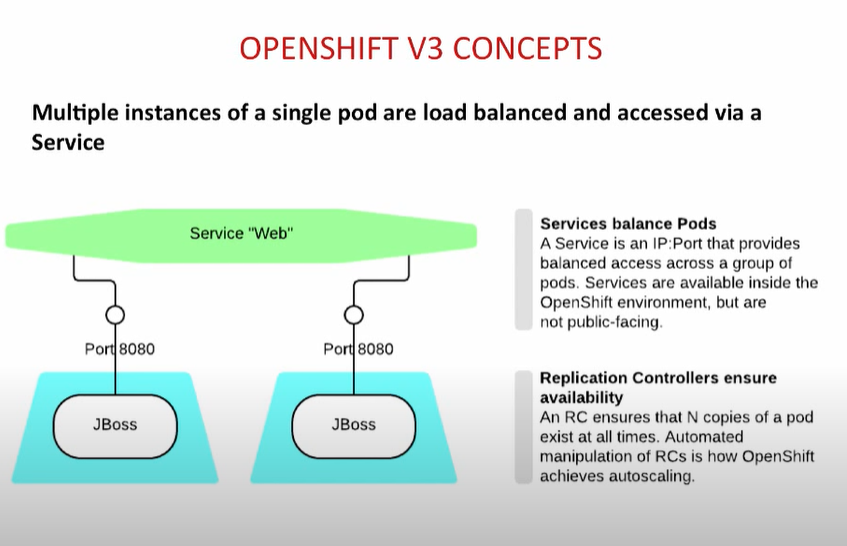 OPENSHIFT V3 CONCEPTS
Multiple instances of a single pod are load balanced and accessed via a
Service
Service "Web"
Port 8080
Port 8080
JBoss
JBoss
Services balance Pods
A Service is an IP:Port that provides
balanced access across a group of
pods. Services are available inside the
OpenShift environment, but are
not public-facing.
Replication Controllers ensure
availability
An RC ensures that N copies of a pod
exist at all times. Automated
manipulation of RCs is how OpenShift
achieves autoscaling.